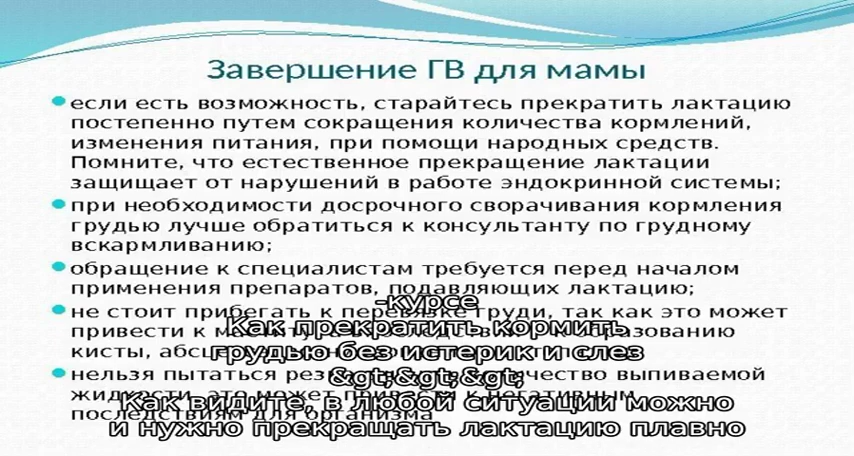 Завершение ГВ для мамы
если есть возможность, старайтесь прекратить лактацию
постепенно путем сокращения количества кормлений,
изменения питания, при помощи народных средств.
Помните, что естественное прекращение лактации
защищает от нарушений в работе эндокринной системы;
при необходимости досрочного сворачивания кормления
грудью лучше обратиться к консультанту по грудному
вскармливанию;
обращение к специалистам требуется перед началом
применения препаратов, подавляющих лактацию;
не стоит прибегать к перевязке груди, так как это может
привести к
кисты,
нельзя пытаться выпиваемой
жидкости,
последствиям для организма
-курсе
Как прекратить кормить
грудью без истерик и слез
&gt;&gt;&gt;
Как видите, в любой ситуации можно
и нужно прекращать лактацию плавно